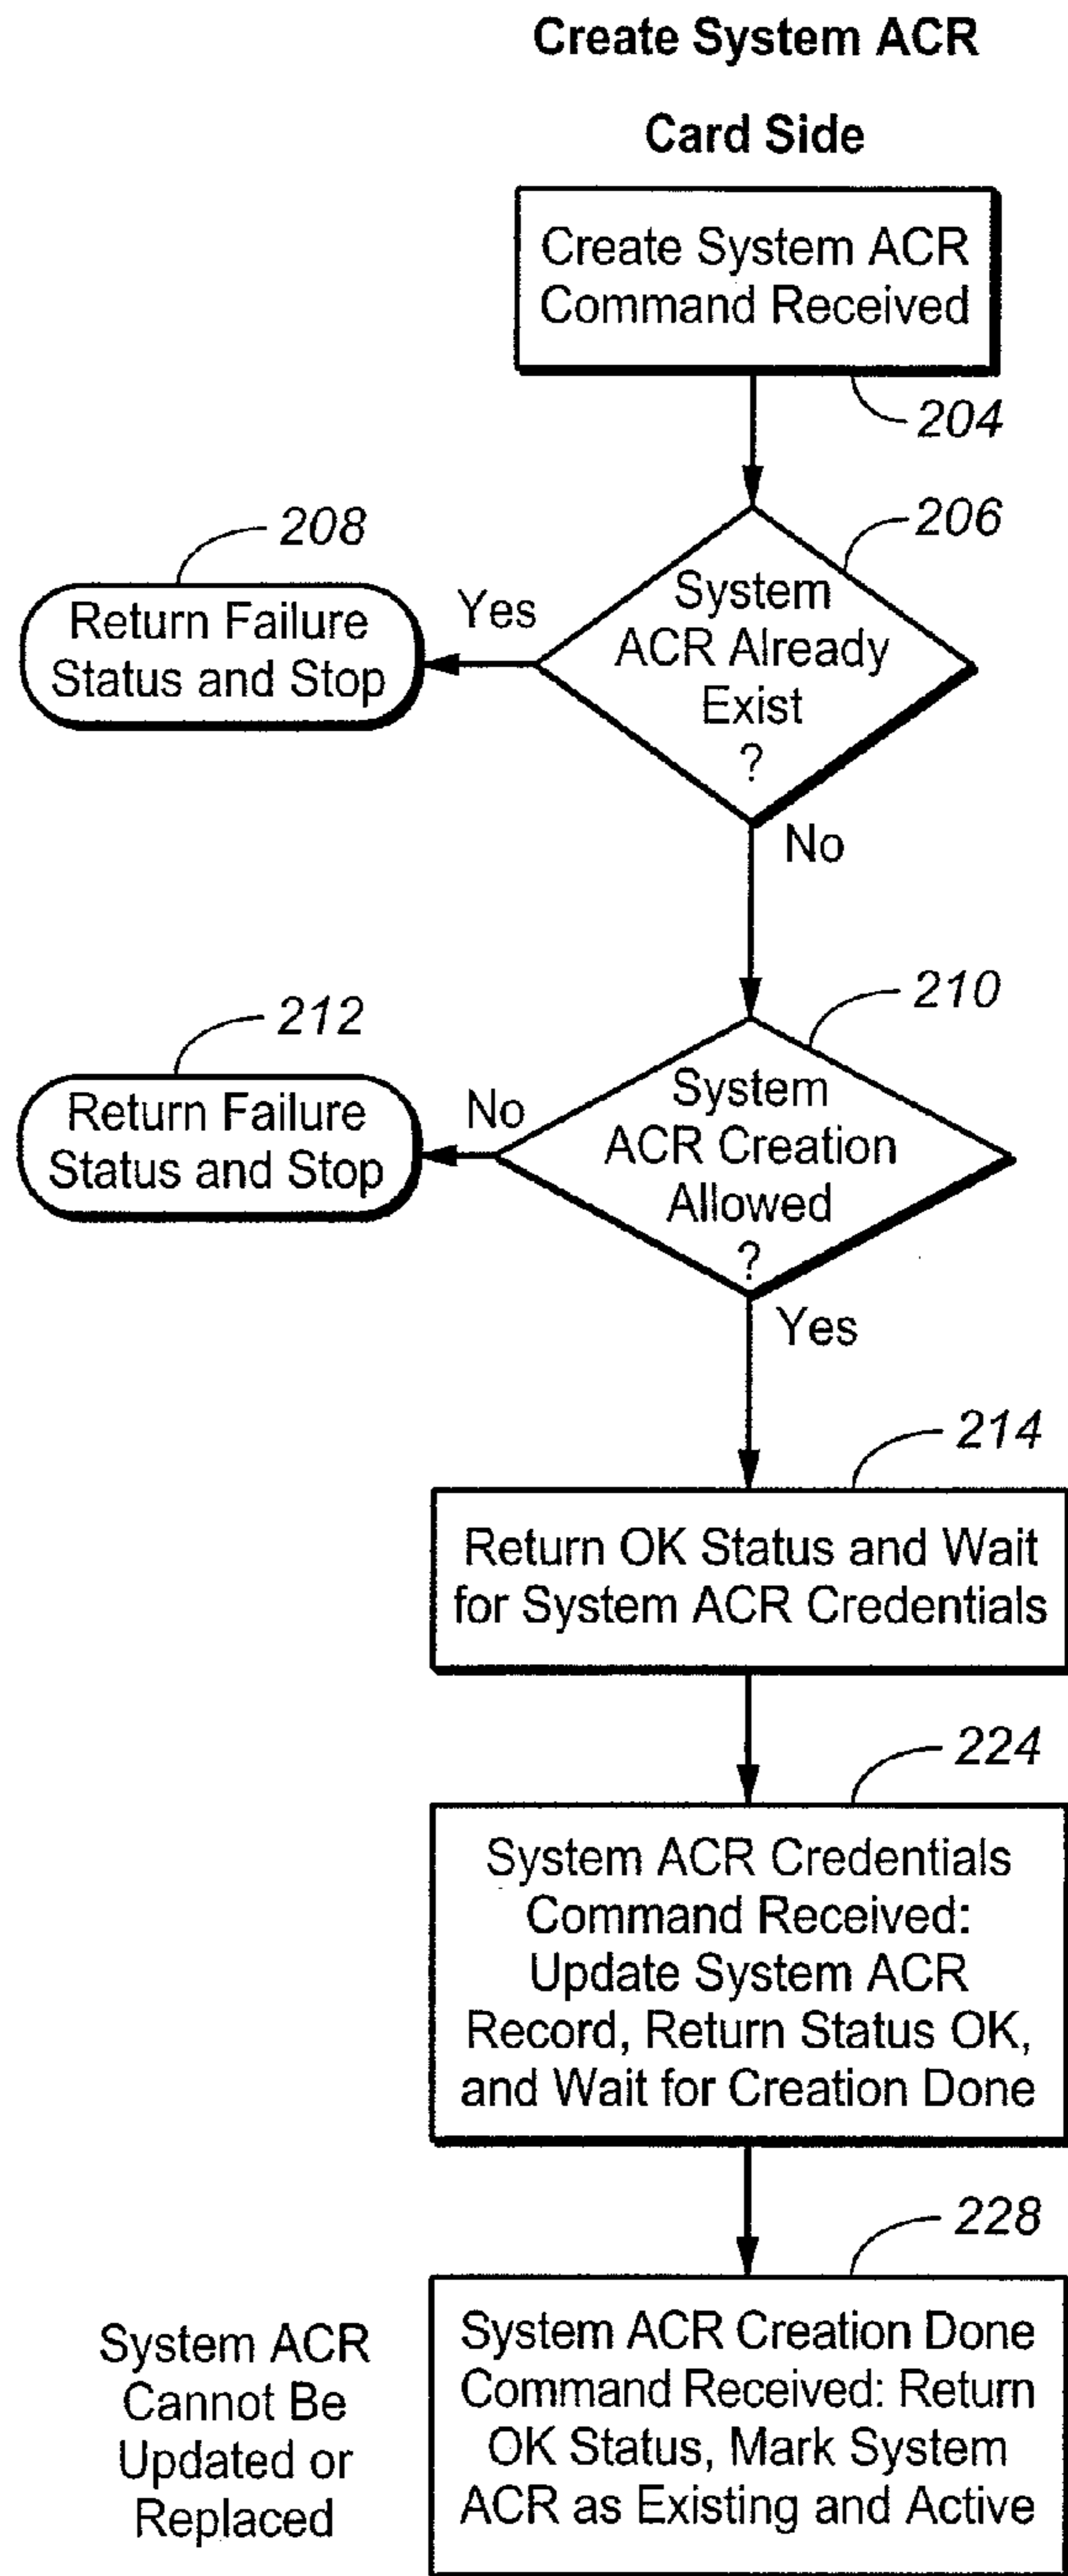 Create System ACR
Card Side
Create System ACR
Command Received
204
206
System
ACR Already
Exist
?
Yes
208
Return Failure
Status and Stop
No
210
System
ACR Creation
Allowed
?
No
212
Return Failure
Status and Stop
Yes
214
Return OK Status and Wait
for System ACR Credentials
224
System ACR Credentials
Command Received:
Update System ACR
Record, Return Status OK,
and Wait for Creation Done
228
System ACR Creation Done
Command Received: Return
OK Status, Mark System
ACR as Existing and Active
System ACR
Cannot Be
Updated or
Replaced